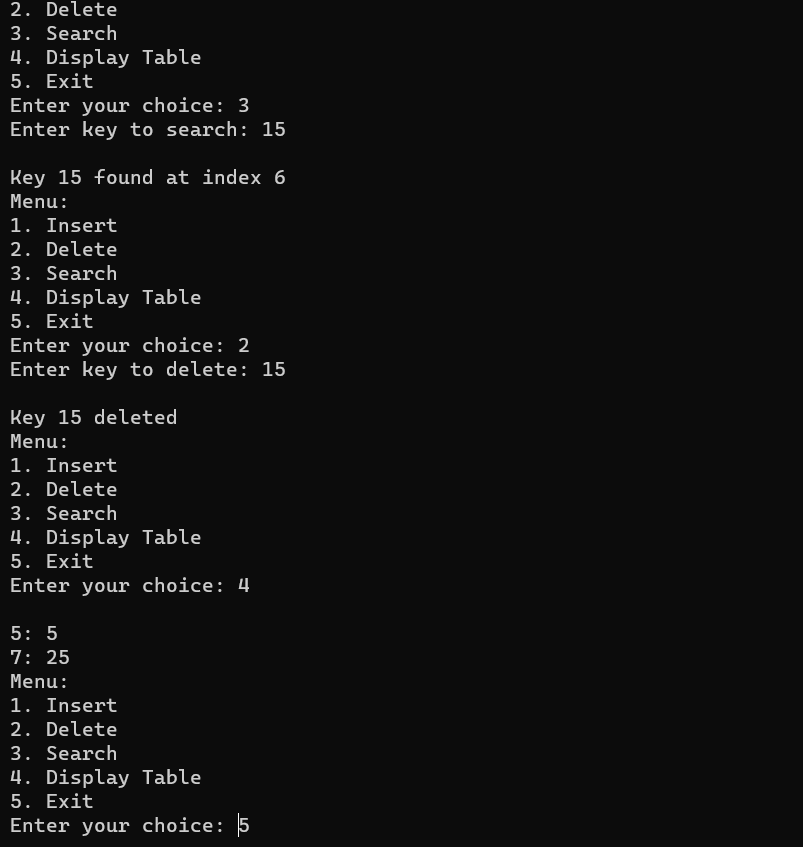 2. Delete
3. Search
4. Display Table
5. Exit
Enter your choice: 3
Enter key to search: 15
Key 15 found at index 6
Menu:
1. Insert
2. Delete
3. Search
4. Display Table
5. Exit
Enter your choice: 2
Enter key to delete: 15
Key 15 deleted
Menu:
1. Insert
2. Delete
3. Search
4. Display Table
5. Exit
Enter your choice: 4
5: 5
7: 25
Menu:
1. Insert
2. Delete
3. Search
4. Display Table
5. Exit
Enter your choice: 5